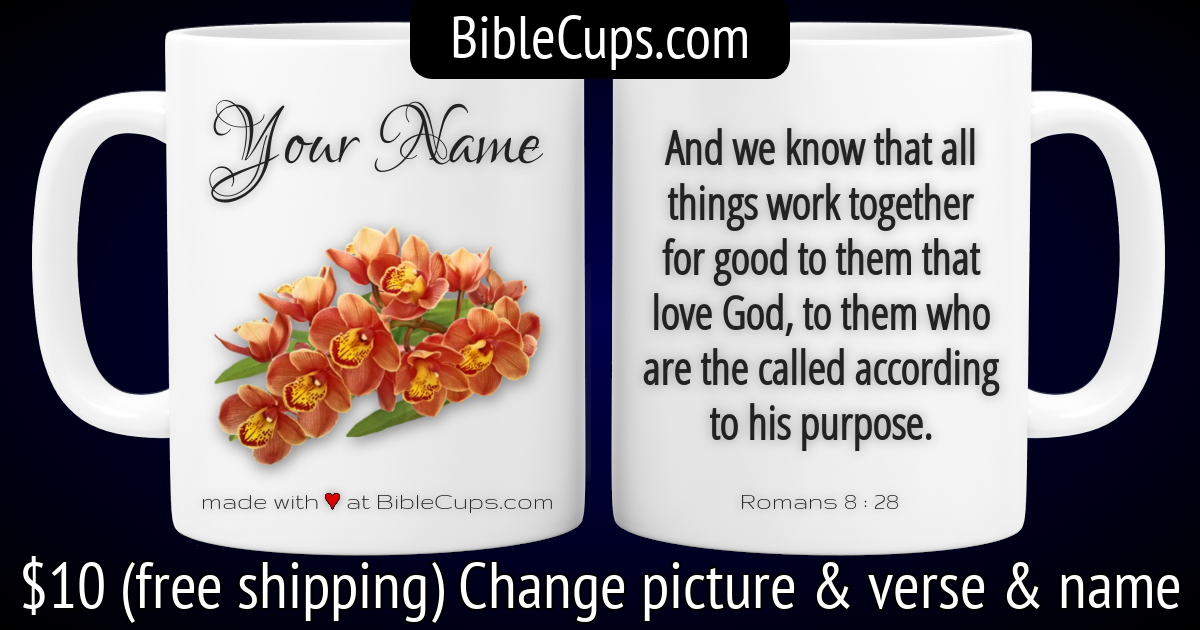 BibleCups.com
Your Name
made with ♥ at BibleCups.com
And we know that all
things work together
for good to them that
love God, to them who
are the called according
to his purpose.
Romans 8 : 28
$10 (free shipping) Change picture & verse & name